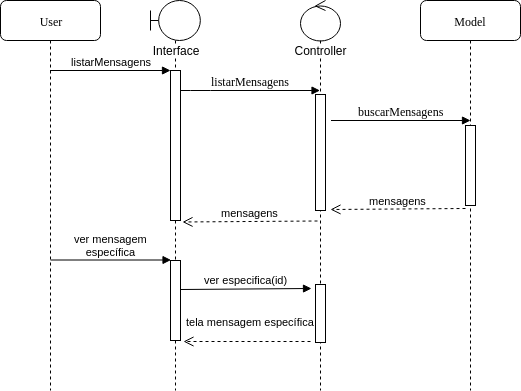 User
Model
Interface
Controller
listarMensagens
listarMensagens
buscarMensagens
mensagens
mensagens
ver mensagem
específica
ver especifica(id)
tela mensagem específica